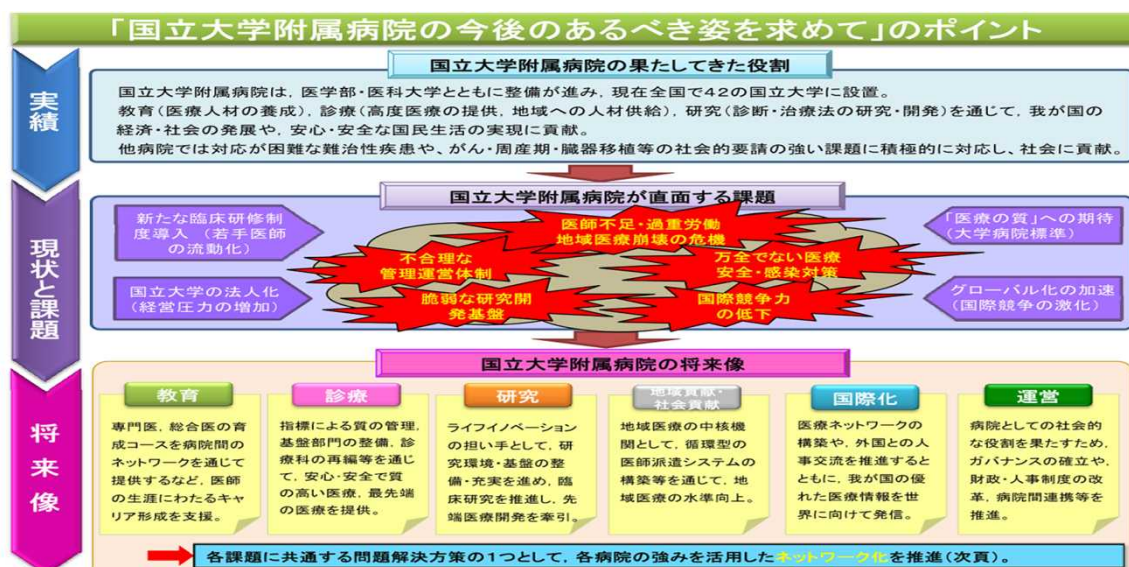 「国立大学附属病院の今後のあるべき姿を求めて」のポイント
実績
国立大学附属病院の果たしてきた役割
国立大学附属病院は，医学部・医科大学とともに整備が進み，現在全国で42の国立大学に設置。
教育（医療人材の養成），診療（高度医療の提供，地域への人材供給），研究（診断・治療法の研究・開発）を通じて，我が国の
経済・社会の発展や，安心・安全な国民生活の実現に貢献。
他病院では対応が困難な難治性疾患や、がん・周産期・臓器移植等の社会的要請の強い課題に積極的に対応し、社会に貢献。
現状と課題
国立大学附属病院が直面する課題
新たな臨床研修制
度導入 （若手医師
の流動化）
国立大学の法人化
（経営圧力の増加）
医師不足・過重労働
地域医療崩壊の危機
不合理な
管理運営体制
万全でない医療
安全・感染対策
脆弱な研究開
発基盤
国際競争力
の低下
「医療の質」への期待
（大学病院標準）
グローバル化の加速
（国際競争の激化）
将来像
国立大学附属病院の将来像
教育
専門医，総合医の育
成コースを病院間の
ネットワークを通じて
提供するなど，医師
の生涯にわたるキャ
リア形成を支援。
診療
指標による質の管理，
基盤部門の整備，診
療科の再編等を通じ
て，安心・安全で質
の高い医療，最先端
の医療を提供。
研究
ライフイノベーション
の担い手として，研
究環境・基盤の整
備・充実を進め，臨
床研究を推進し，先
端医療開発を牽引。
地域貢献・
社会貢献
地域医療の中核機
関として，循環型の
医師派遣システムの
構築等を通じて，地
域医療の水準向上。
国際化
医療ネットワークの
構築や，外国との人
事交流を推進すると
ともに，我が国の優
れた医療情報を世
界に向けて発信。
運営
病院としての社会的
な役割を果たすため，
ガバナンスの確立や，
財政・人事制度の改
革，病院間連携等を
推進。
各課題に共通する問題解決方策の1つとして，各病院の強みを活用したネットワーク化を推進（次頁）。